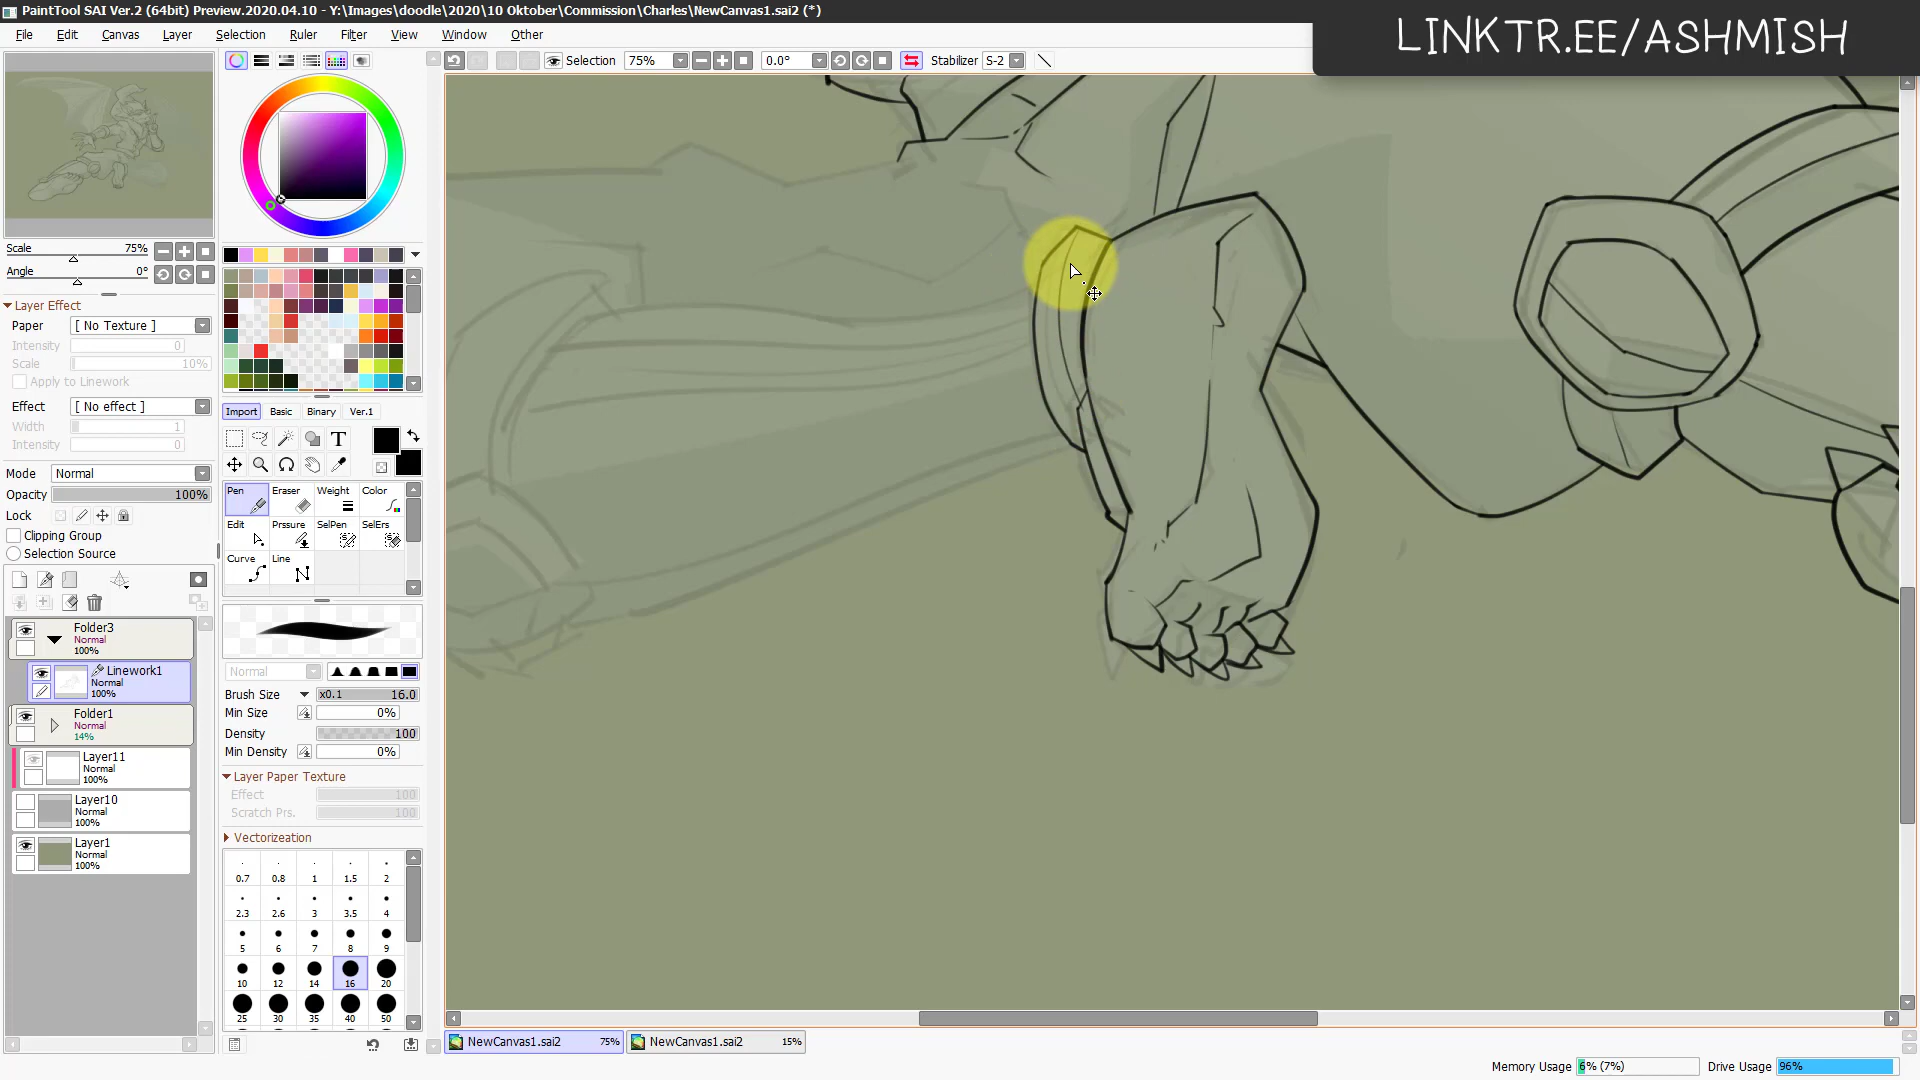 PaintTool SAI Ver.2 (64bit) Preview.2020.04.10 - Y:\Images\doodle\2020\10 Oktober\Commission\Charles\NewCanvas1.sai2 (*)
LINKTR.EE/ASHMISH
File Edit Canvas Layer Selection Ruler Filter View Window Other
Selection 75% 0.0° Stabilizer S-2
Scale 75%
Angle 0°
Layer Effect
Paper [ No Texture ]
Intensity 0
Scale 10%
Apply to Linework
Effect [ No effect ]
Width 1
Intensity 0
Mode Normal
Opacity 100%
Lock
Clipping Group
Selection Source
Folder3
Normal
100%
Linework1
Normal
100%
Folder1
Normal
14%
Layer11
Normal
100%
Layer10
Normal
100%
Layer1
Normal
100%
Import Basic Binary Ver.1
T
Pen Eraser Weight Color
Edit Prssure SelPen SelErs
Curve Line
Normal
Brush Size x0.1 16.0
Min Size 0%
Density 100
Min Density 0%
Layer Paper Texture
Effect 100
Scratch Prs. 100
Vectorization
0.7 0.8 1 1.5 2
2.3 2.6 3 3.5 4
5 6 7 8 9
10 12 14 16 20
25 30 35 40 50
NewCanvas1.sai2 75% NewCanvas1.sai2 15%
Memory Usage 6% (7%) Drive Usage 96%